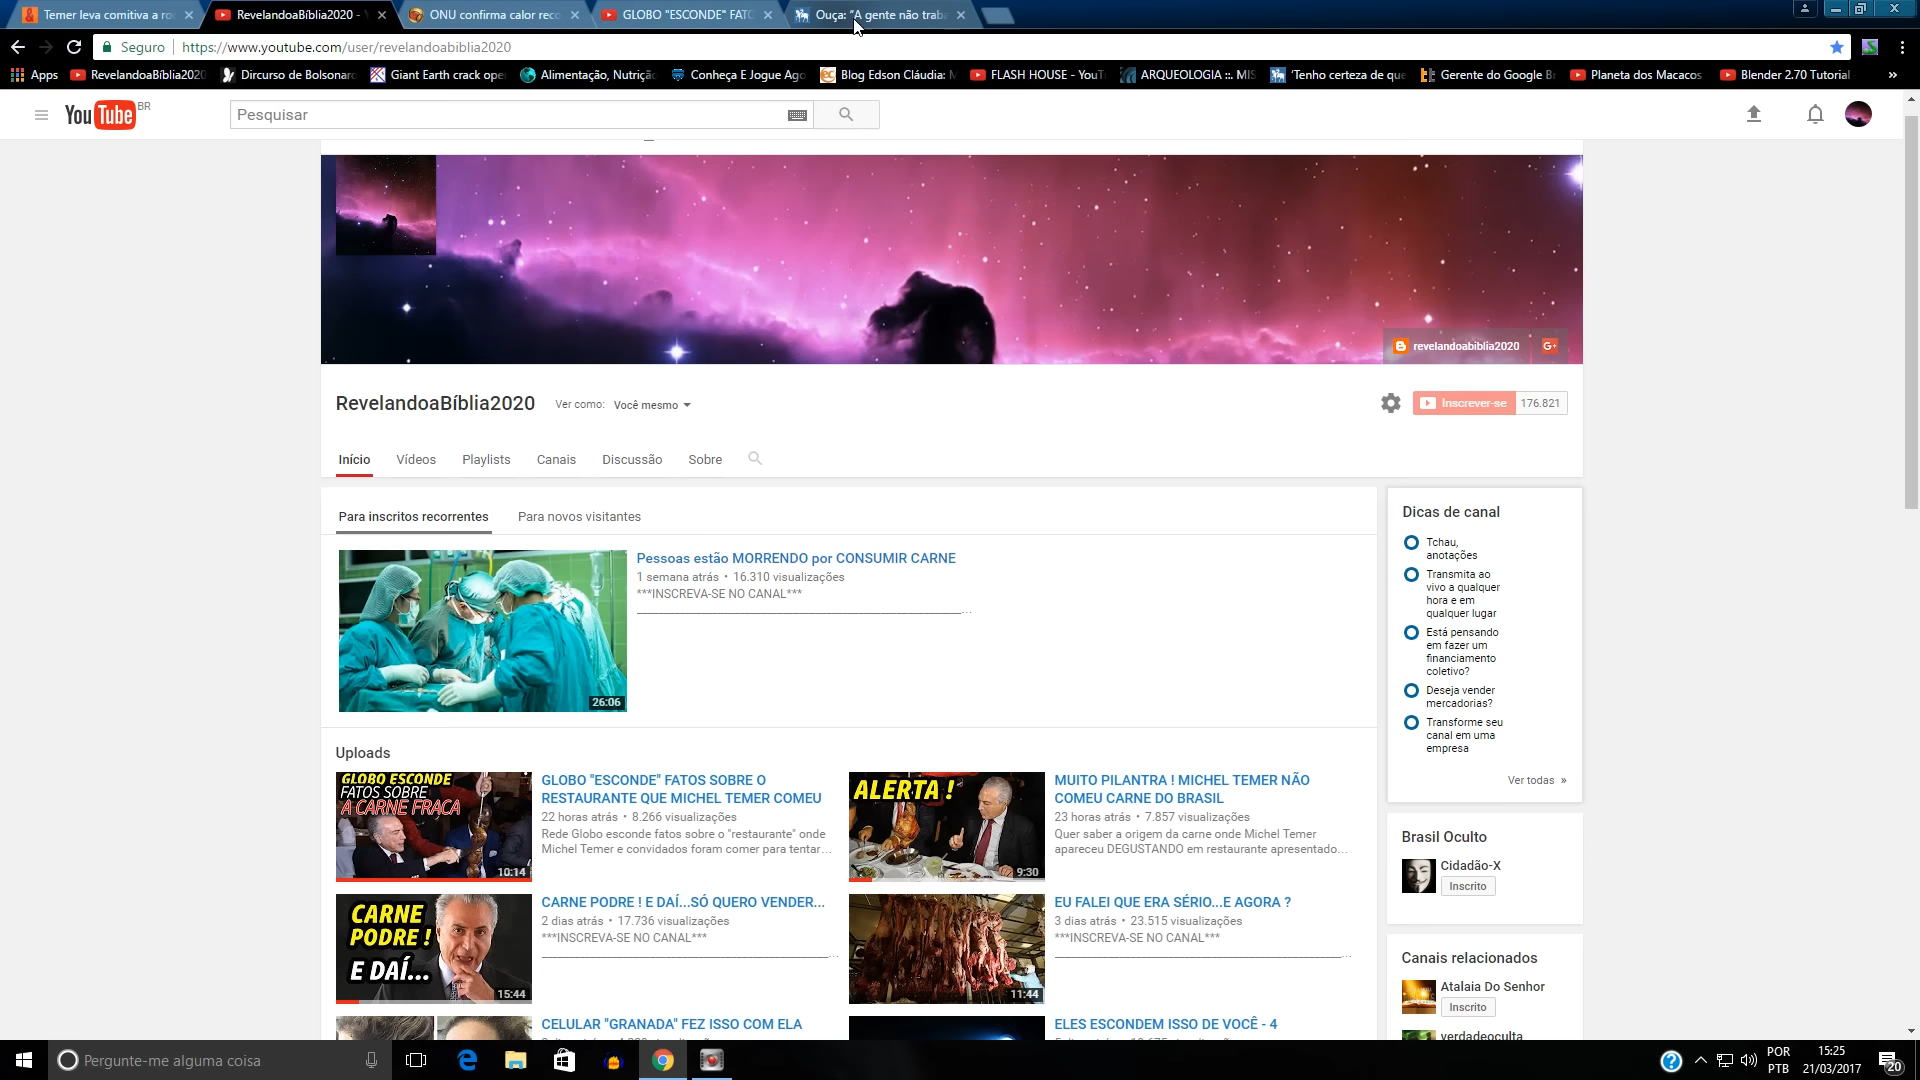 Temer leva comitiva a ro
RevelandoaBíblia2020 -
ONU confirma calor reco
GLOBO "ESCONDE" FATO
Ouça: "A gente não trab
Seguro
https://www.youtube.com/user/revelandoabiblia2020
Apps
RevelandoaBíblia2020
Dircurso de Bolsonaro
Giant Earth crack ope
Alimentação, Nutrição
Conheça E Jogue Ago
Blog Edson Cláudia: M
FLASH HOUSE - YouT
ARQUEOLOGIA ::. MIS
'Tenho certeza de que
Gerente do Google Br
Planeta dos Macacos
Blender 2.70 Tutorial
»
YouTube BR
Pesquisar
revelandoabiblia2020
G+
RevelandoaBíblia2020
Ver como: Você mesmo
Inscrever-se 176.821
Início Vídeos Playlists Canais Discussão Sobre
Para inscritos recorrentes Para novos visitantes
Pessoas estão MORRENDO por CONSUMIR CARNE
1 semana atrás • 16.310 visualizações
***INSCREVA-SE NO CANAL***
26:06
Uploads
GLOBO ESCONDE
FATOS SOBRE
A CARNE FRACA
10:14
GLOBO "ESCONDE" FATOS SOBRE O
RESTAURANTE QUE MICHEL TEMER COMEU
22 horas atrás • 8.266 visualizações
Rede Globo esconde fatos sobre o "restaurante" onde
Michel Temer e convidados foram comer para tentar...
ALERTA !
9:30
MUITO PILANTRA ! MICHEL TEMER NÃO
COMEU CARNE DO BRASIL
23 horas atrás • 7.857 visualizações
Quer saber a origem da carne onde Michel Temer
apareceu DEGUSTANDO em restaurante apresentado...
CARNE
PODRE !
E DAÍ...
15:44
CARNE PODRE ! E DAÍ...SÓ QUERO VENDER...
2 dias atrás • 17.736 visualizações
***INSCREVA-SE NO CANAL***
11:44
EU FALEI QUE ERA SÉRIO...E AGORA ?
3 dias atrás • 23.515 visualizações
***INSCREVA-SE NO CANAL***
CELULAR "GRANADA" FEZ ISSO COM ELA
ELES ESCONDEM ISSO DE VOCÊ - 4
Dicas de canal
Tchau,
anotações
Transmita ao
vivo a qualquer
hora e em
qualquer lugar
Está pensando
em fazer um
financiamento
coletivo?
Deseja vender
mercadorias?
Transforme seu
canal em uma
empresa
Ver todas »
Brasil Oculto
Cidadão-X
Inscrito
Canais relacionados
Atalaia Do Senhor
Inscrito
verdadeoculta
Pergunte-me alguma coisa
POR
PTB
15:25
21/03/2017
20